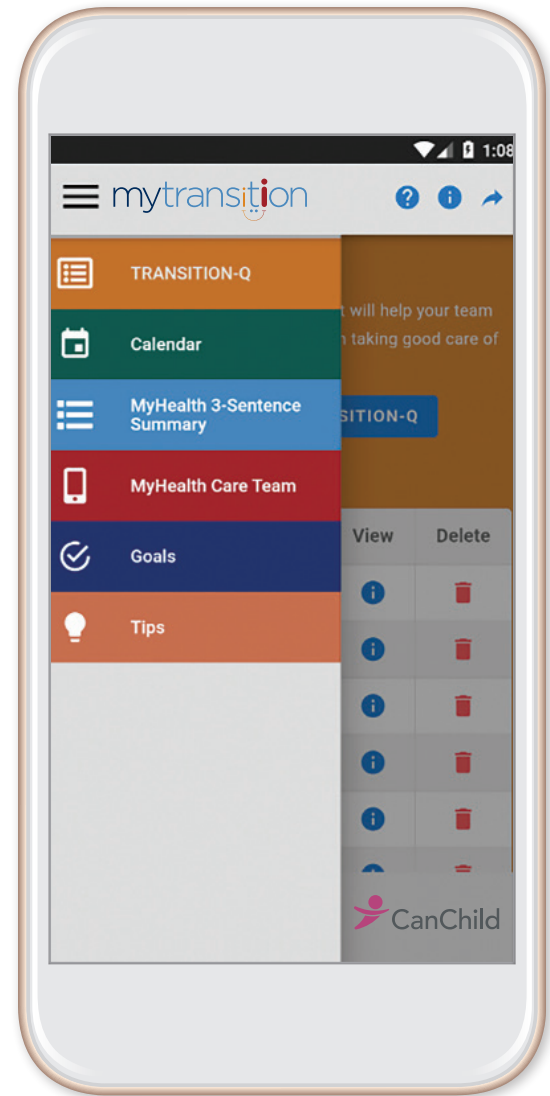 1:08
mytransition
TRANSITION-Q
t will help your team
Calendar
taking good care of
MyHealth 3-Sentence
Summary
SITION-Q
MyHealth Care Team
View Delete
Goals
Tips
CanChild